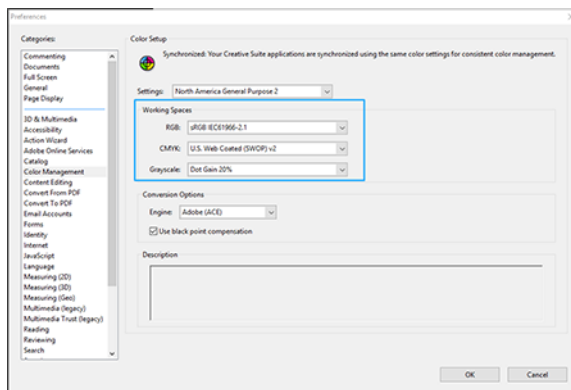 Preferences
Categories:
Commenting
Documents
Full Screen
General
Page Display
3D & Multimedia
Accessibility
Action Wizard
Adobe Online Services
Catalog
Color Management
Content Editing
Convert From PDF
Convert To PDF
Email Accounts
Forms
Identity
Internet
JavaScript
Language
Measuring (2D)
Measuring (3D)
Measuring (Geo)
Multimedia (legacy)
Multimedia Trust (legacy)
Reading
Reviewing
Search
Color Setup
Synchronized: Your Creative Suite applications are synchronized using the same color settings for consistent color management.
Settings: North America General Purpose 2
Working Spaces
RGB: sRGB IEC61966-2.1
CMYK: U.S. Web Coated (SWOP) v2
Grayscale: Dot Gain 20%
Conversion Options
Engine: Adobe (ACE)
Use black point compensation
Description
OK Cancel